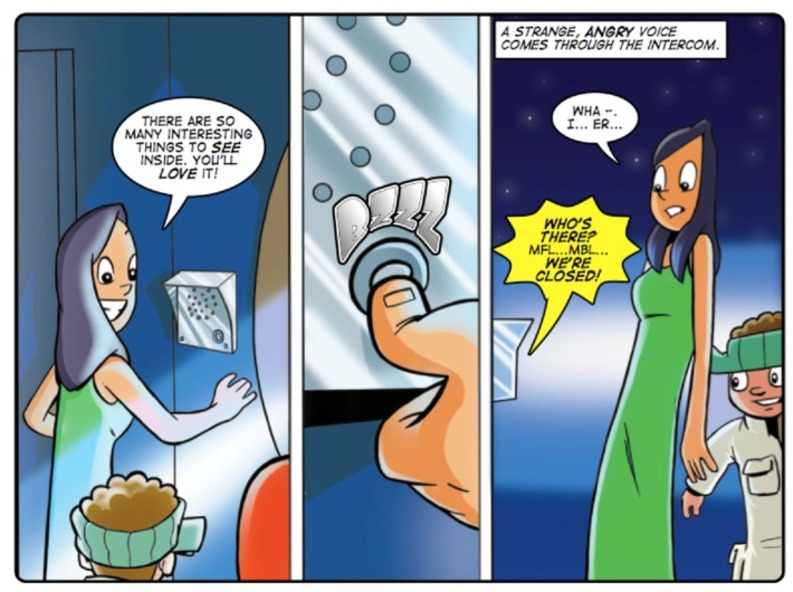 THERE ARE SO
MANY INTERESTING
THINGS TO SEE
INSIDE. YOU'LL
LOVE IT!
BZZZ
A STRANGE, ANGRY VOICE
COMES THROUGH THE INTERCOM.
WHA –.
I... ER...
WHO'S
THERE?
MFL...MBL...
WE'RE
CLOSED!